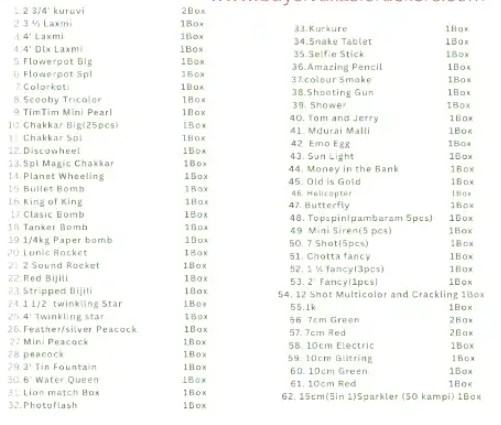 1. 2 3/4' kuruvi 2Box
2. 3 ½ Laxmi 1Box
3. 4' Laxmi 1Box
4. 4' Dlx Laxmi 1Box
5. Flowerpot Big 1Box
6. Flowerpot Spl 1Box
7. Colorkoti 1Box
8. Scooby Tricolor 1Box
9. TimTim Mini Pearl 1Box
10. Chakkar Big(25pcs) 1Box
11. Chakkar Spl 1Box
12. Discowheel 1Box
13. Spl Magic Chakkar 1Box
14. Planet Wheeling 1Box
15. Bullet Bomb 1Box
16. King of King 1Box
17. Clasic Bomb 1Box
18. Tanker Bomb 1Box
19. 1/4kg Paper bomb 1Box
20. Lunic Rocket 1Box
21. 2 Sound Rocket 1Box
22. Red Bijili 1Box
23. Stripped Bijili 1Box
24. 1 1/2' twinkling Star 1Box
25. 4' Twinkling star 1Box
26. Feather/silver Peacock 1Box
27. Mini Peacock 1Box
28. peacock 1Box
29. 3' Tin Fountain 1Box
30. 6' Water Queen 1Box
31. Lion match Box 1Box
32. Photoflash 1Box
33. Kurkure 1Box
34. Snake Tablet 1Box
35. Selfie Stick 1Box
36. Amazing Pencil 1Box
37. colour Smoke 1Box
38. Shooting Gun 1Box
39. Shower 1Box
40. Tom and Jerry 1Box
41. Mdurai Malli 1Box
42. Emo Egg 1Box
43. Sun Light 1Box
44. Money in the Bank 1Box
45. Old is Gold 1Box
46. Helicopter 1Box
47. Butterfly 1Box
48. Topspin(pambaram 5pcs) 1Box
49. Mini Siren(5 pcs) 1Box
50. 7 Shot(5pcs) 1Box
51. Chotta fancy 1Box
52. 1 ½ fancy(3pcs) 1Box
53. 2' Fancy(1pcs) 1Box
54. 12 Shot Multicolor and Crackling 1Box
55. 1k 1Box
56. 7cm Green 2Box
57. 7cm Red 2Box
58. 10cm Electric 1Box
59. 10cm Glitring 1Box
60. 10cm Green 1Box
61. 10cm Red 1Box
62. 15cm(5in 1)Sparkler (50 kampi) 1Box